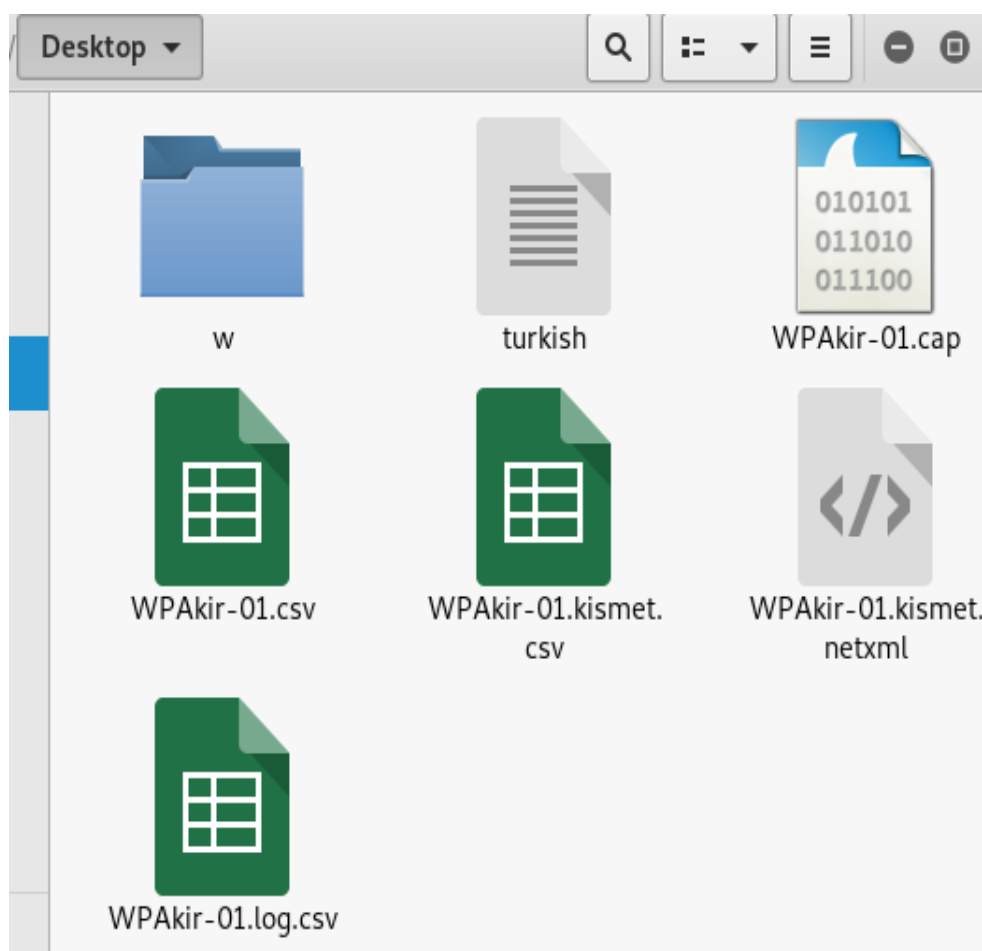 Desktop
w
turkish
010101
011010
011100
WPAkir-01.cap
WPAkir-01.csv
WPAkir-01.kismet.
csv
WPAkir-01.kismet.
netxml
WPAkir-01.log.csv